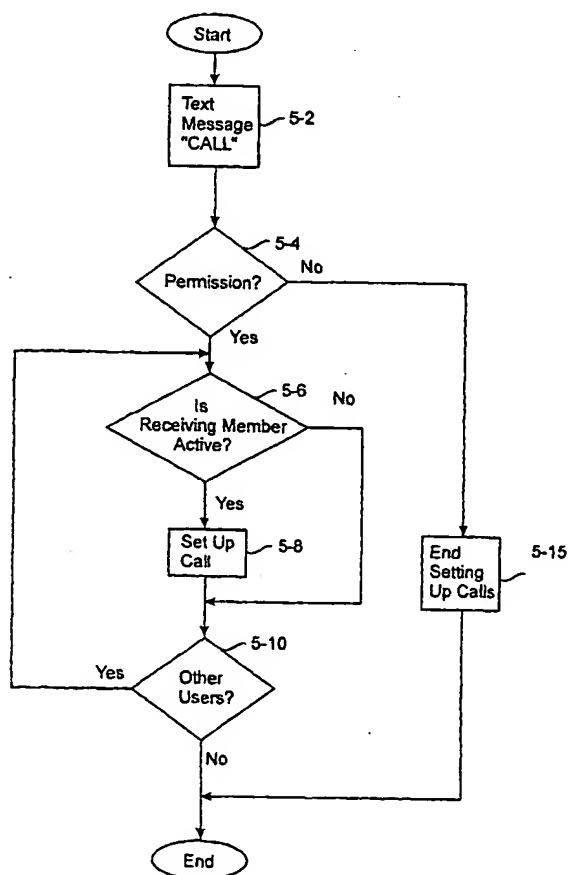 Start
Text
Message
"CALL"
5-2
5-4
Permission?
No
Yes
5-6
No
Is
Receiving Member
Active?
Yes
Set Up
Call
5-8
End
Setting
Up Calls
5-15
5-10
Yes
Other
Users?
No
End